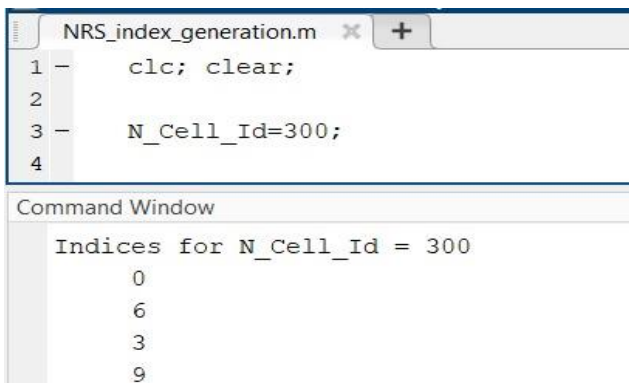 NRS_index_generation.m × +
1 – clc; clear;
2
3 – N_Cell_Id=300;
4
Command Window
Indices for N_Cell_Id = 300
0
6
3
9